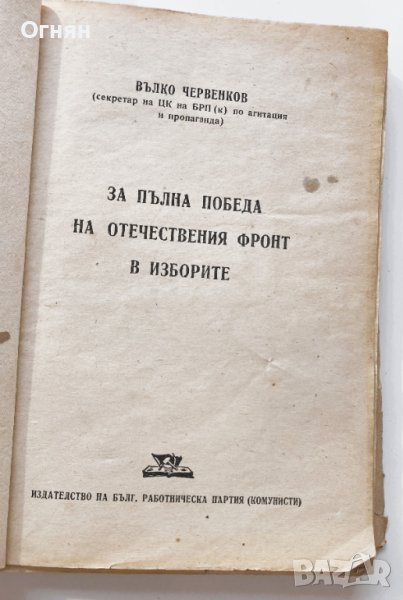 Огнян
ВЪЛКО ЧЕРВЕНКОВ
(секретар на ЦК на БРП (к) по агитация
и пропаганда)
ЗА ПЪЛНА ПОБЕДА
НА ОТЕЧЕСТВЕНИЯ ФРОНТ
В ИЗБОРИТЕ
ИЗДАТЕЛСТВО НА БЪЛГ. РАБОТНИЧЕСКА ПАРТИЯ (КОМУНИСТИ)
BAZAR